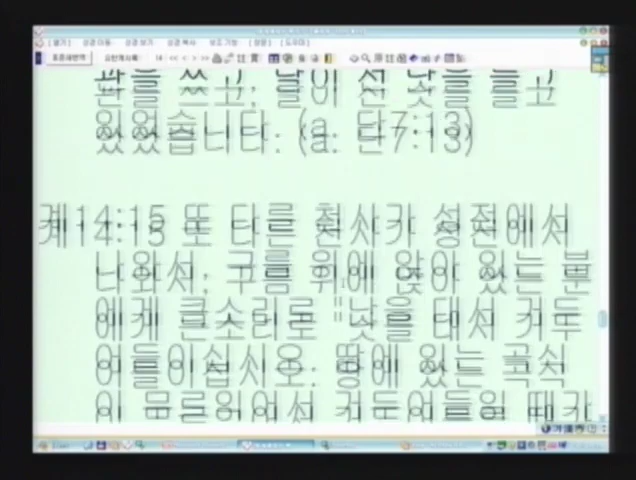 관을 쓰고, 날이 선 낫을 들고
있었습니다. (a. 단7:13)
계14:15 또 다른 천사가 성전에서
나와서, 구름 위에 앉아 있는 분
에게 큰소리로 "낫을 대서 거두
어들이십시오. 땅에 있는 곡식
이 무르익어서 거두어들일 때가